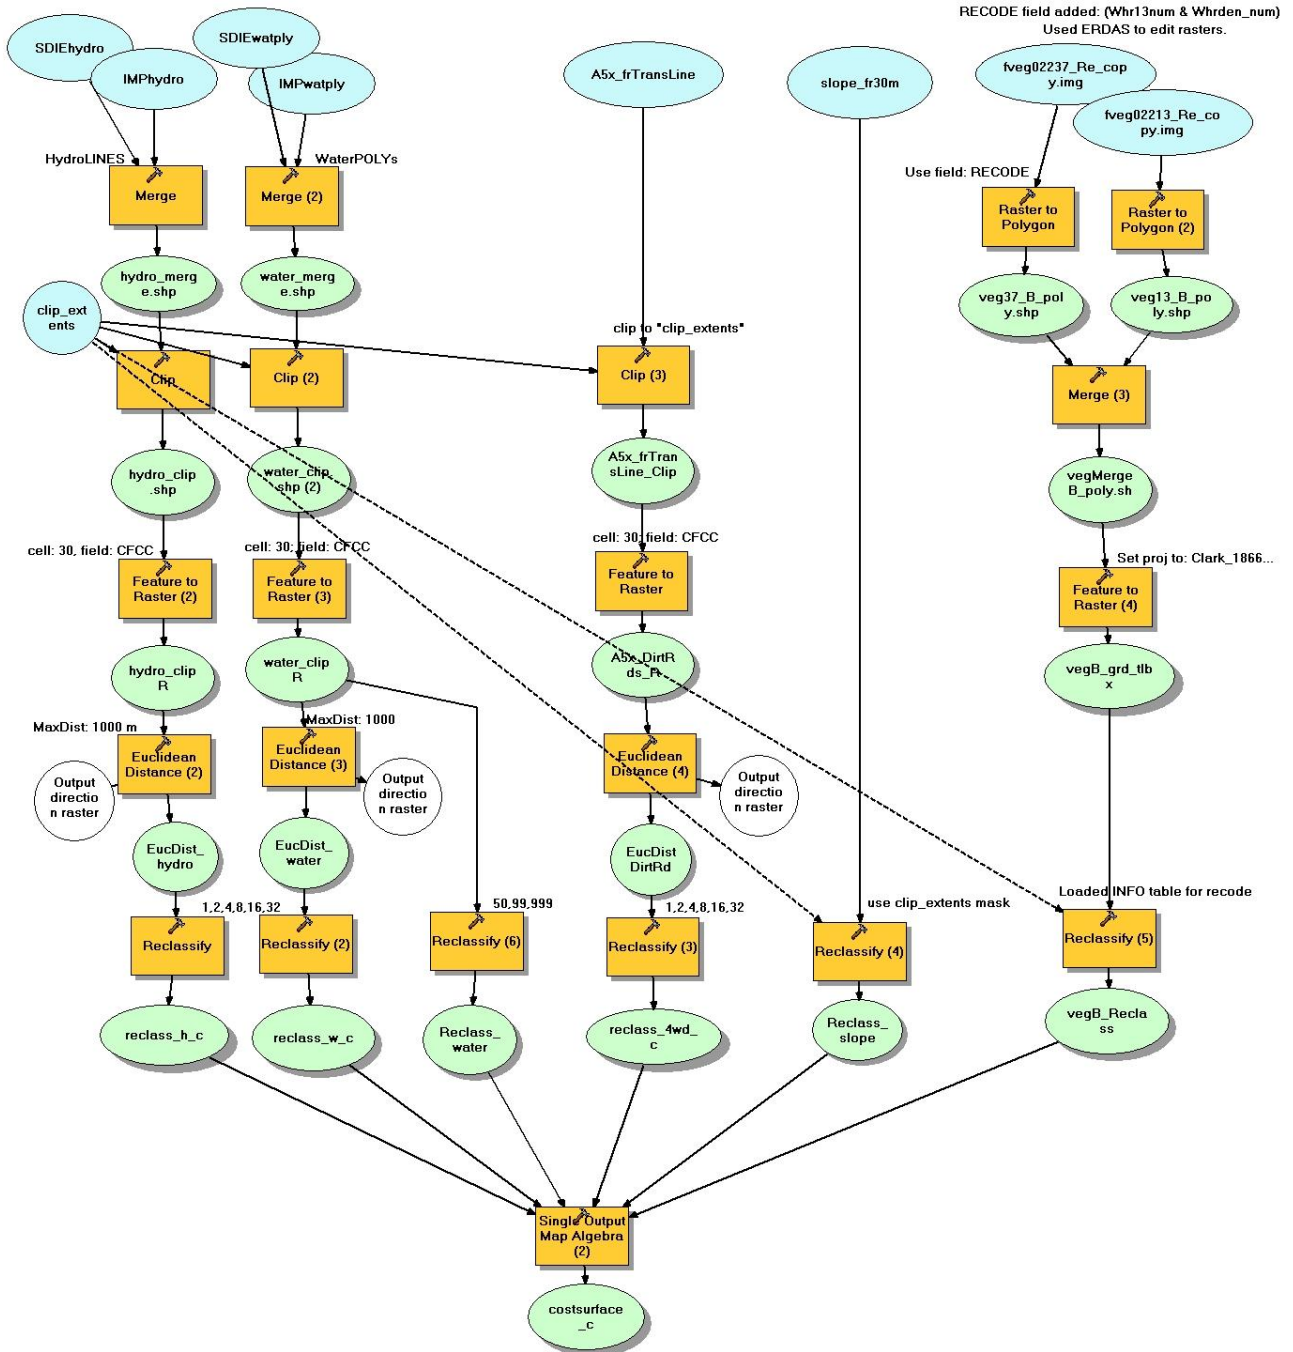 RECODE field added: (Whr13num & Whrden_num)
Used ERDAS to edit rasters.
SDIEhydro
IMPhydro
SDIEwatply
IMPwatply
A5x_frTransLine
slope_fr30m
fveg02237_Re_cop
y.img
fveg02213_Re_co
py.img
HydroLINES
Merge
WaterPOLYs
Merge (2)
Use field: RECODE
Raster to
Polygon
Raster to
Polygon (2)
hydro_merg
e.shp
water_merg
e.shp
veg37_B_pol
y.shp
veg13_B_po
ly.shp
clip_ext
ents
clip to "clip_extents"
Clip
Clip (2)
Clip (3)
Merge (3)
hydro_clip
.shp
water_clip.
shp (2)
A5x_frTran
sLine_Clip
vegMerge
B_poly.sh
cell: 30, field: CFCC
cell: 30; field: CFCC
cell: 30; field: CFCC
Set proj to: Clark_1866...
Feature to
Raster (2)
Feature to
Raster (3)
Feature to
Raster
Feature to
Raster (4)
hydro_clip
R
water_clip
R
A5x_DirtR
ds_R
vegB_grd_tlb
x
MaxDist: 1000 m
MaxDist: 1000
Euclidean
Distance (2)
Euclidean
Distance (3)
Euclidean
Distance (4)
Output
directio
n raster
Output
directio
n raster
Output
directio
n raster
EucDist_
hydro
EucDist_
water
EucDist
DirtRd
1,2,4,8,16,32
50,99,999
1,2,4,8,16,32
use clip_extents mask
Loaded INFO table for recode
Reclassify
Reclassify (2)
Reclassify (6)
Reclassify (3)
Reclassify (4)
Reclassify (5)
reclass_h_c
reclass_w_c
Reclass_
water
reclass_4wd_
c
Reclass_
slope
vegB_Recla
ss
Single Output
Map Algebra
(2)
costsurface
_c